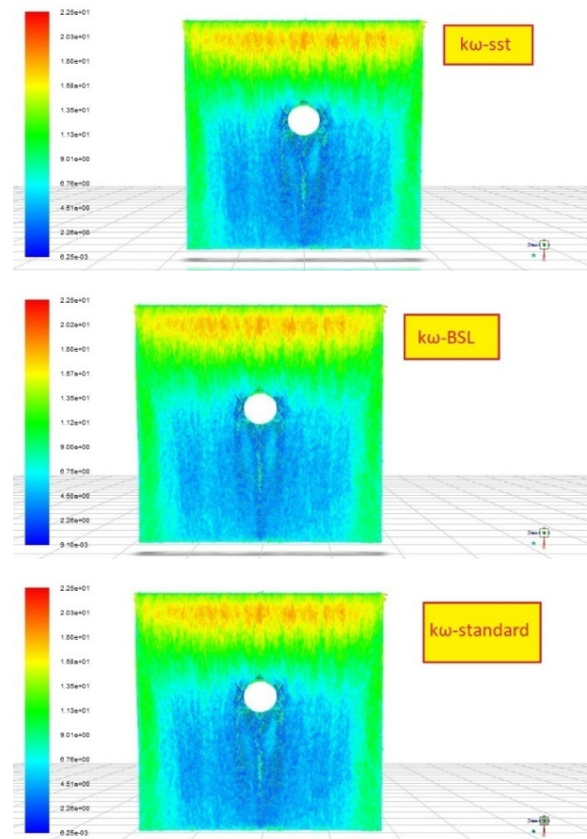 2.25e+01
2.03e+01
1.80e+01
1.58e+01
1.35e+01
1.13e+01
9.01e+00
6.76e+00
4.51e+00
2.26e+00
6.25e-03
kω-sst
2.25e+01
2.02e+01
1.80e+01
1.57e+01
1.35e+01
1.12e+01
9.00e+00
6.75e+00
4.50e+00
2.26e+00
9.10e-03
kω-BSL
2.25e+01
2.03e+01
1.80e+01
1.58e+01
1.35e+01
1.13e+01
9.01e+00
6.76e+00
4.51e+00
2.26e+00
6.25e-03
kω-standard